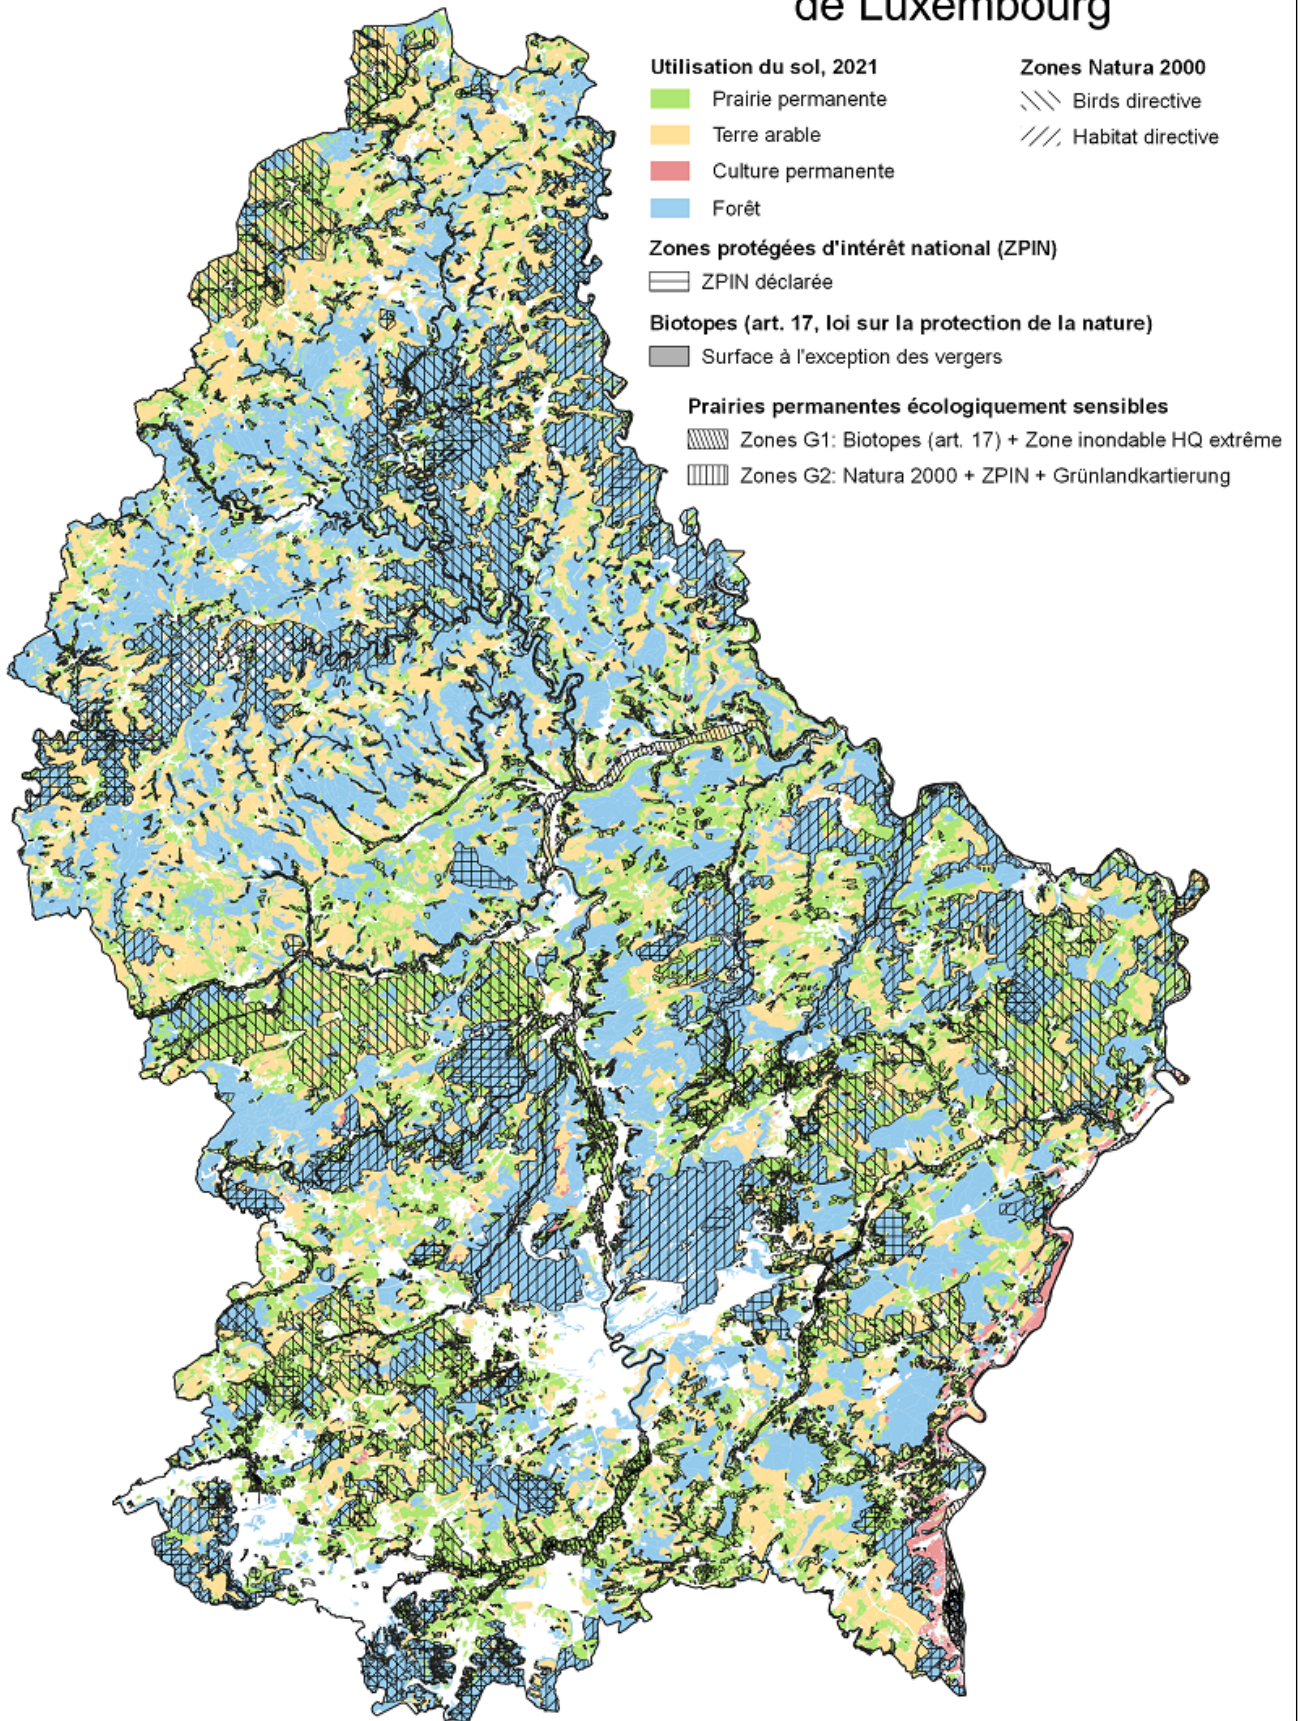 de Luxembourg
Utilisation du sol, 2021
Prairie permanente
Terre arable
Culture permanente
Forêt
Zones Natura 2000
Birds directive
Habitat directive
Zones protégées d'intérêt national (ZPIN)
ZPIN déclarée
Biotopes (art. 17, loi sur la protection de la nature)
Surface à l'exception des vergers
Prairies permanentes écologiquement sensibles
Zones G1: Biotopes (art. 17) + Zone inondable HQ extrême
Zones G2: Natura 2000 + ZPIN + Grünlandkartierung